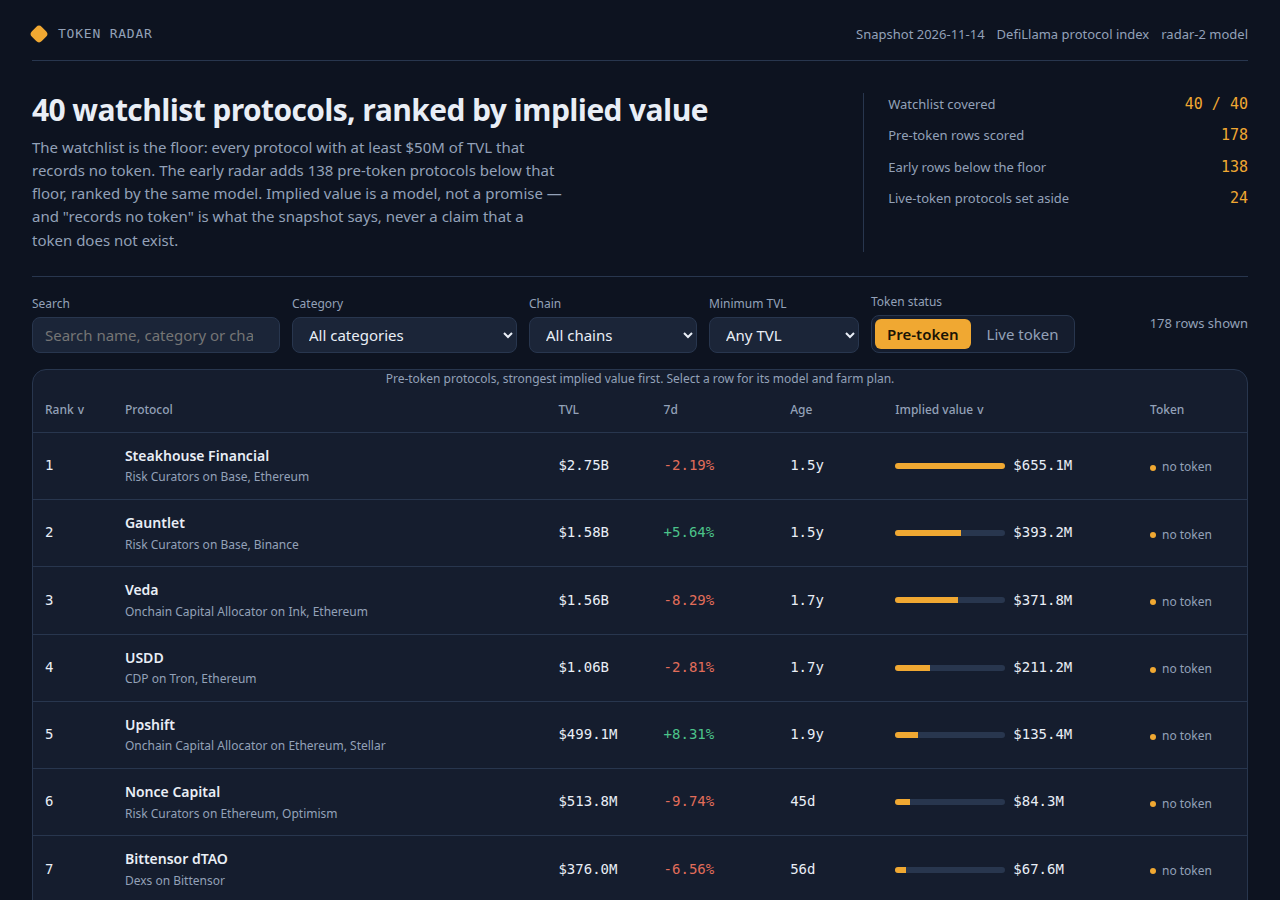 TOKEN RADAR
Snapshot 2026-11-14 DefiLlama protocol index radar-2 model
40 watchlist protocols, ranked by implied value
The watchlist is the floor: every protocol with at least $50M of TVL that
records no token. The early radar adds 138 pre-token protocols below that
floor, ranked by the same model. Implied value is a model, not a promise —
and "records no token" is what the snapshot says, never a claim that a
token does not exist.
Watchlist covered 40 / 40
Pre-token rows scored 178
Early rows below the floor 138
Live-token protocols set aside 24
Search Category Chain Minimum TVL Token status
Search name, category or cha All categories All chains Any TVL Pre-token Live token 178 rows shown
Pre-token protocols, strongest implied value first. Select a row for its model and farm plan.
Rank v Protocol TVL 7d Age Implied value v Token
1 Steakhouse Financial $2.75B -2.19% 1.5y $655.1M no token
Risk Curators on Base, Ethereum
2 Gauntlet $1.58B +5.64% 1.5y $393.2M no token
Risk Curators on Base, Binance
3 Veda $1.56B -8.29% 1.7y $371.8M no token
Onchain Capital Allocator on Ink, Ethereum
4 USDD $1.06B -2.81% 1.7y $211.2M no token
CDP on Tron, Ethereum
5 Upshift $499.1M +8.31% 1.9y $135.4M no token
Onchain Capital Allocator on Ethereum, Stellar
6 Nonce Capital $513.8M -9.74% 45d $84.3M no token
Risk Curators on Ethereum, Optimism
7 Bittensor dTAO $376.0M -6.56% 56d $67.6M no token
Dexs on Bittensor